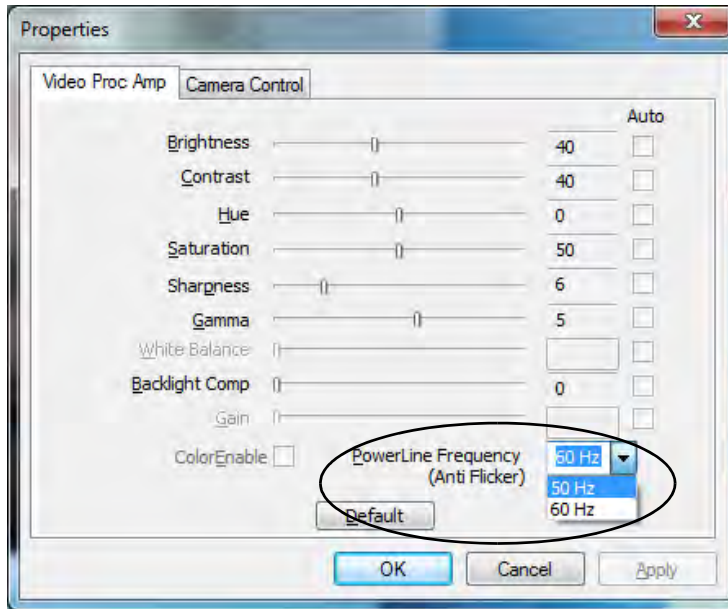 Properties
Video Proc Amp Camera Control
Auto
Brightness 40
Contrast 40
Hue 0
Saturation 50
Sharpness 6
Gamma 5
White Balance
Backlight Comp 0
Gain
ColorEnable PowerLine Frequency 60 Hz
(Anti Flicker)
50 Hz
60 Hz
Default
OK Cancel Apply